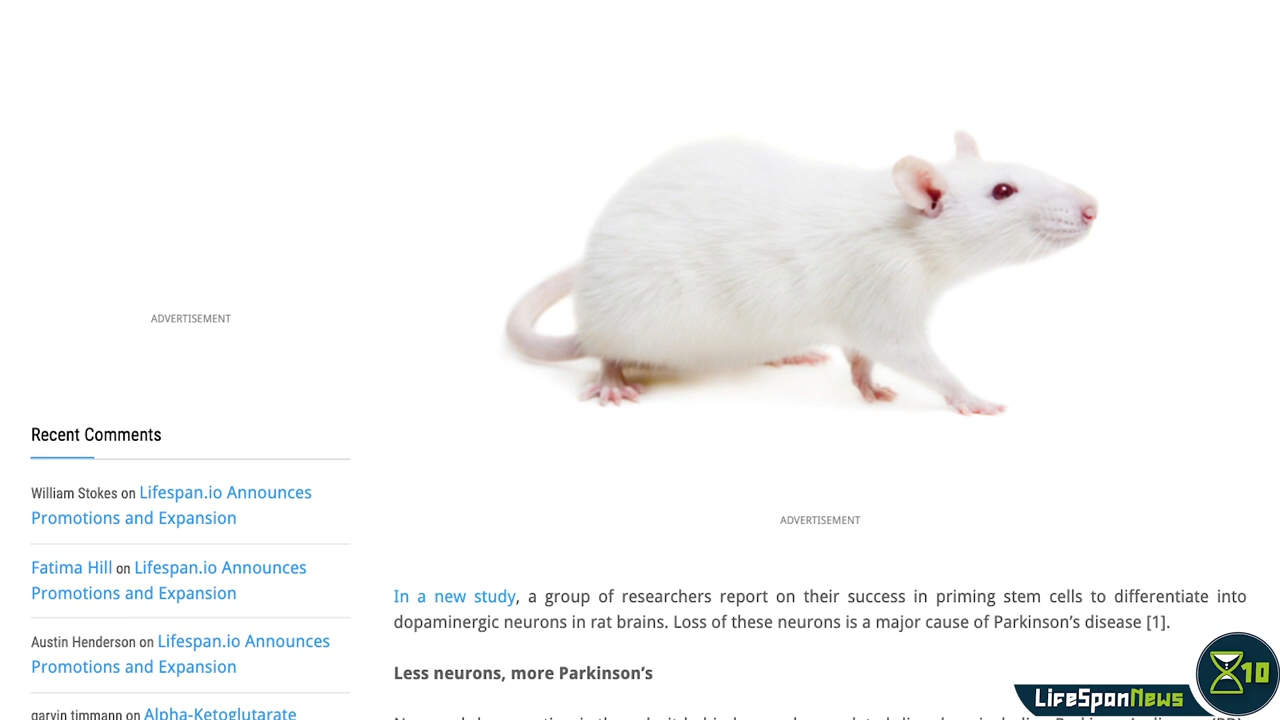 ADVERTISEMENT
Recent Comments
William Stokes on Lifespan.io Announces
Promotions and Expansion
Fatima Hill on Lifespan.io Announces
Promotions and Expansion
Austin Henderson on Lifespan.io Announces
Promotions and Expansion
garvin timmann on Alpha-Ketoglutarate
ADVERTISEMENT
In a new study, a group of researchers report on their success in priming stem cells to differentiate into
dopaminergic neurons in rat brains. Loss of these neurons is a major cause of Parkinson's disease [1].
Less neurons, more Parkinson's
LifeSpanNews
10